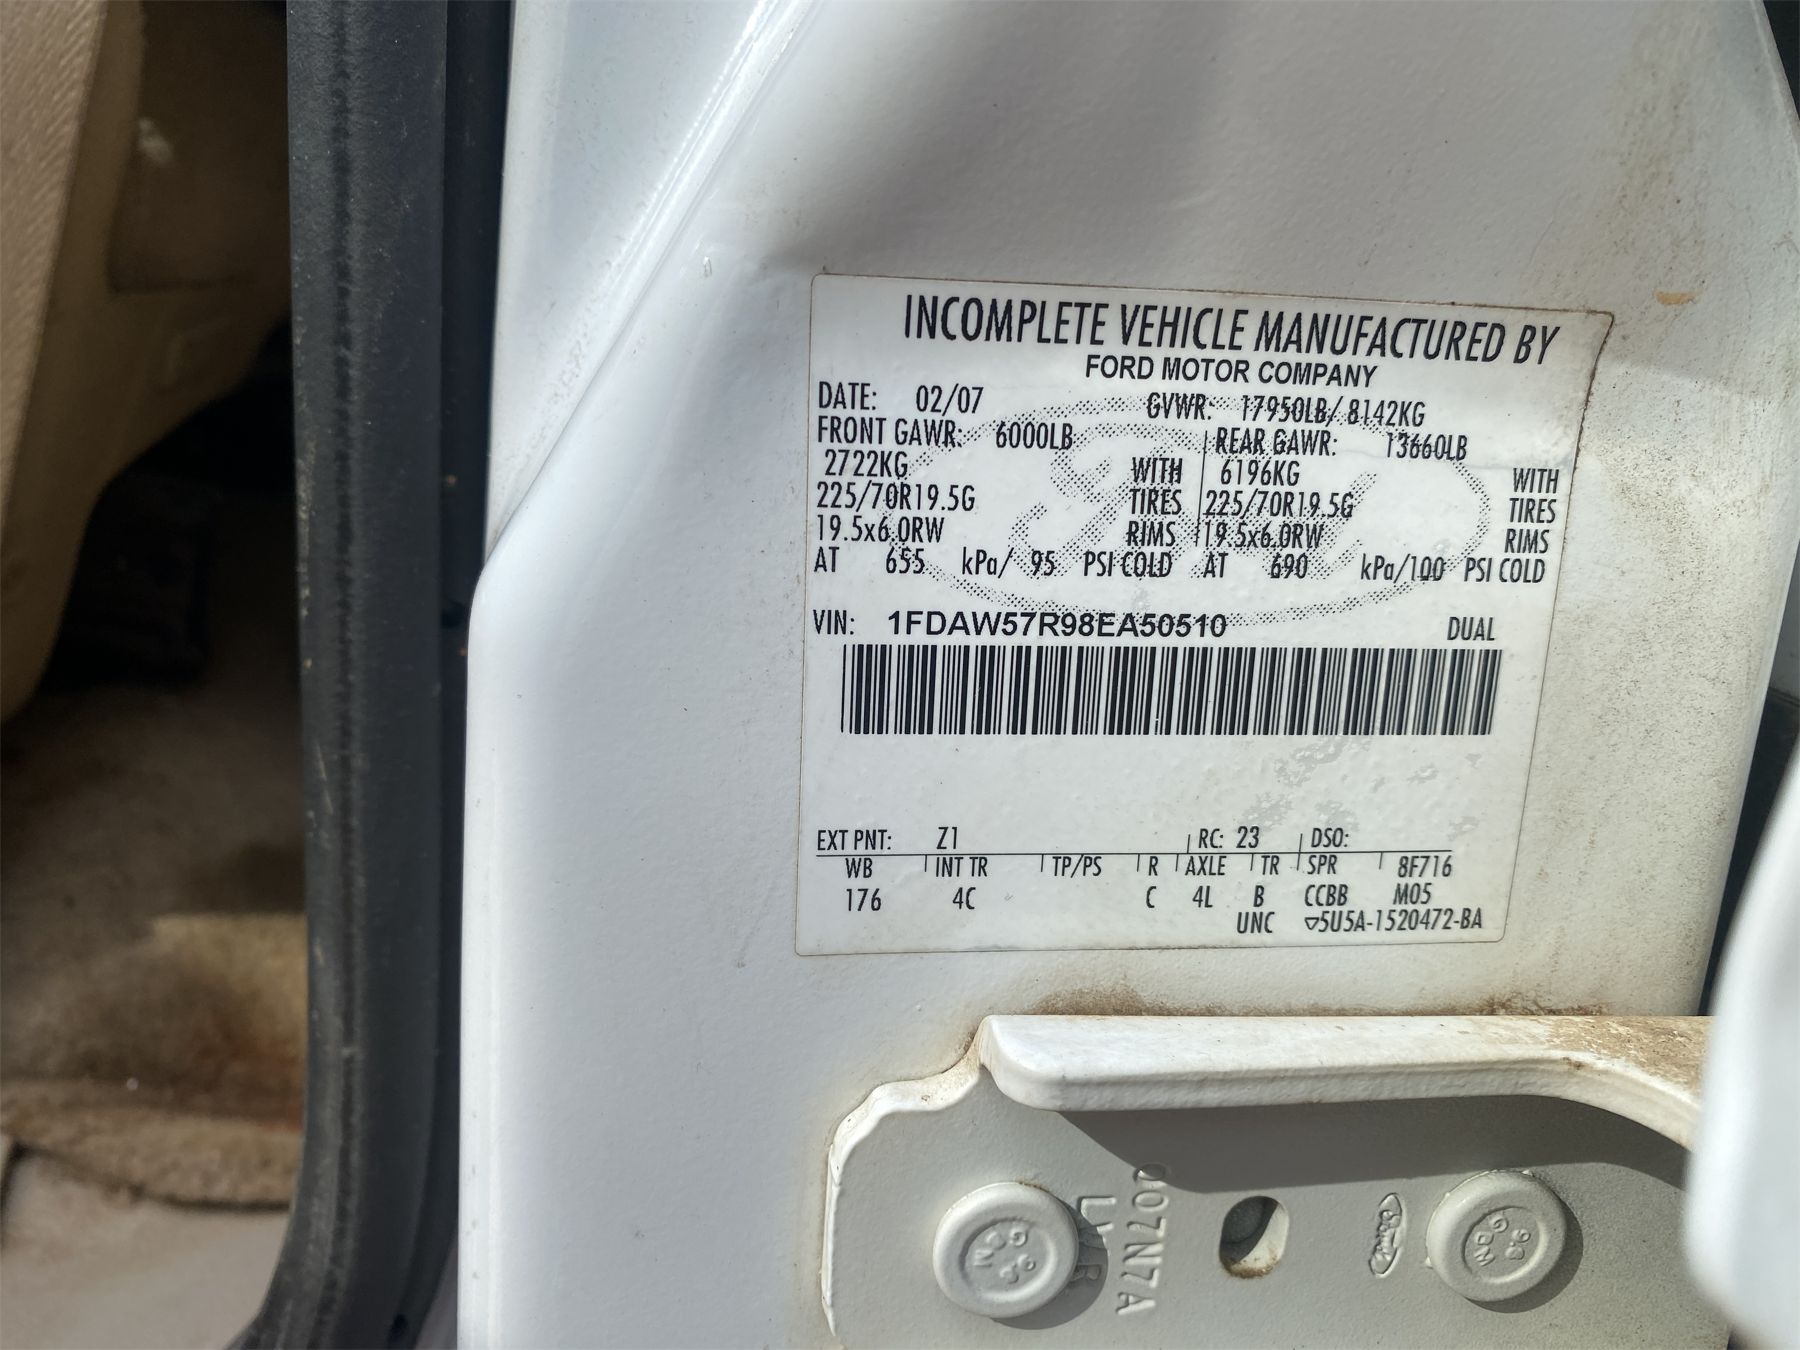 INCOMPLETE VEHICLE MANUFACTURED BY
FORD MOTOR COMPANY
DATE: 02/07 GVWR: 17950LB/ 8142KG
FRONT GAWR: 6000LB REAR GAWR: 13660LB
2722KG WITH 6196KG WITH
225/70R19.5G TIRES 225/70R19.5G TIRES
19.5x6.0RW RIMS 19.5x6.0RW RIMS
AT 655 kPa/ 95 PSI COLD AT 690 kPa/100 PSI COLD
VIN: 1FDAW57R98EA50510 DUAL
EXT PNT: Z1 RC: 23 DSO:
WB INT TR TP/PS R AXLE TR SPR 8F716
176 4C C 4L B CCBB M05
UNC ▽5U5A-1520472-BA
Ford
9.8